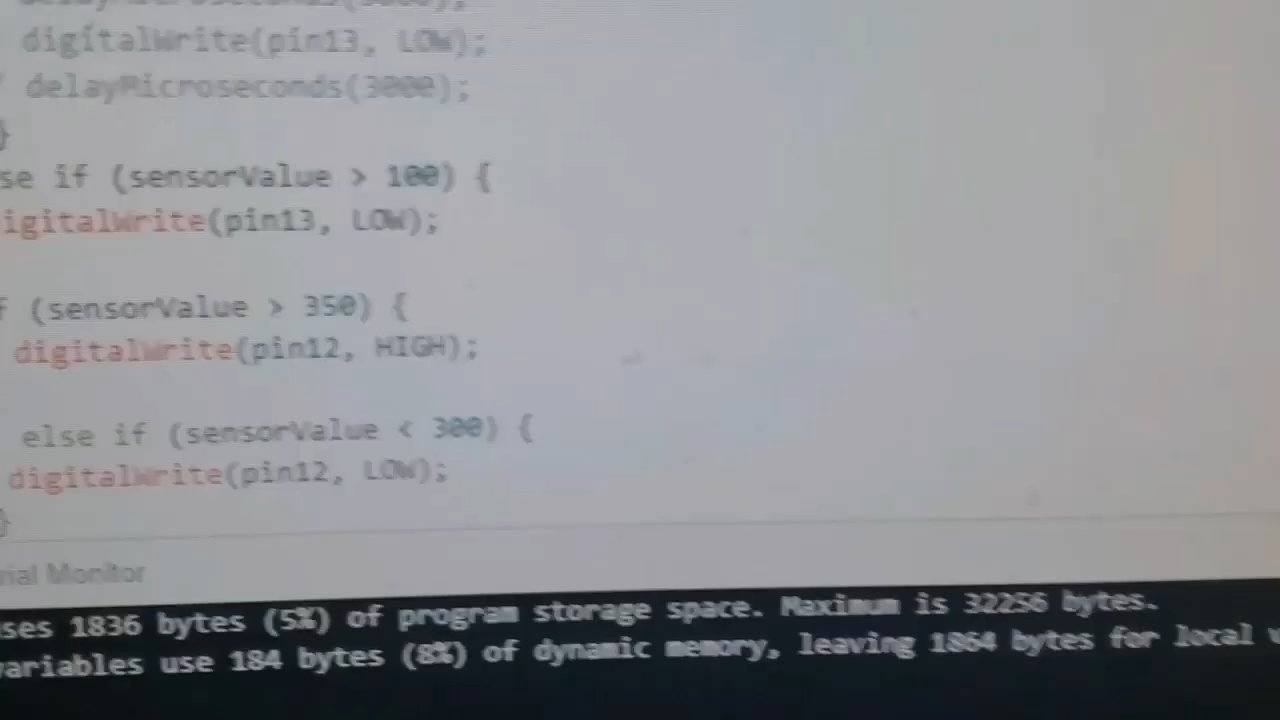 digitalWrite(pin13, LOW);
/ delayMicroseconds(3000);
}
se if (sensorValue > 100) {
igitalWrite(pin13, LOW);
f (sensorValue > 350) {
digitalWrite(pin12, HIGH);
else if (sensorValue < 300) {
digitalWrite(pin12, LOW);
}
rial Monitor
ses 1836 bytes (5%) of program storage space. Maximum is 32256 bytes.
variables use 184 bytes (8%) of dynamic memory, leaving 1864 bytes for local v